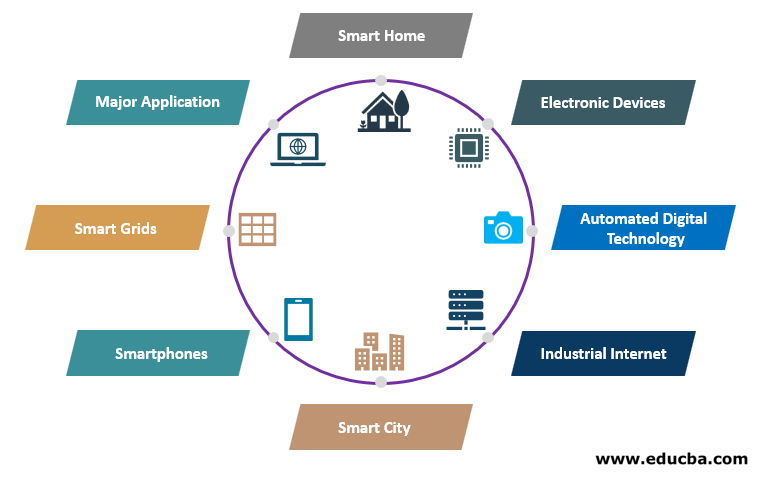 Smart Home
Major Application
Electronic Devices
Smart Grids
Automated Digital
Technology
Smartphones
Industrial Internet
Smart City
www.educba.com